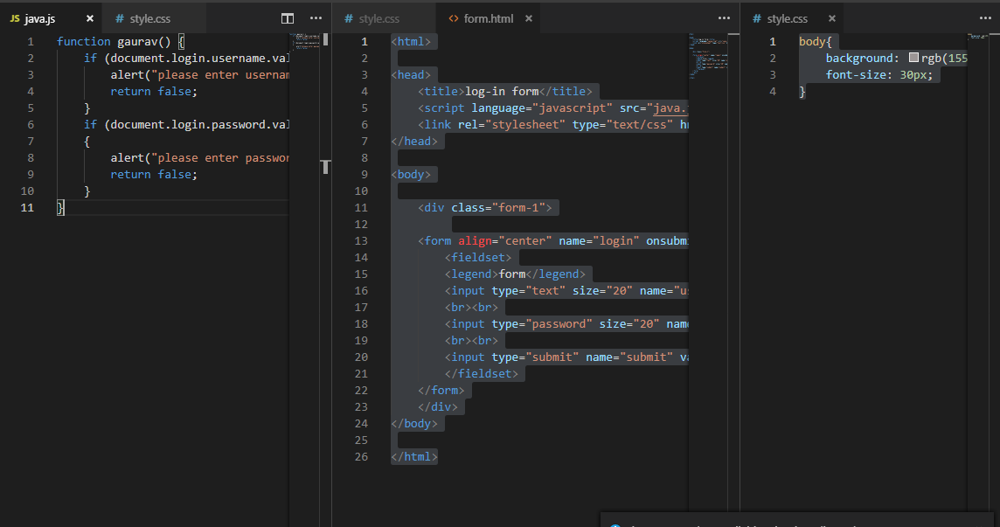 JS java.js ×
# style.css
1 function gaurav() {
2 if (document.login.username.val
3 alert("please enter usernam
4 return false;
5 }
6 if (document.login.password.val
7 {
8 alert("please enter passwor
9 return false;
10 }
11 }
# style.css
<> form.html ×
1 <html>
2
3 <head>
4 <title>log-in form</title>
5 <script language="javascript" src="java.
6 <link rel="stylesheet" type="text/css" h
7 </head>
8
9 <body>
10
11 <div class="form-1">
12
13 <form align="center" name="login" onsubmi
14 <fieldset>
15 <legend>form</legend>
16 <input type="text" size="20" name="u
17 <br><br>
18 <input type="password" size="20" nam
19 <br><br>
20 <input type="submit" name="submit" va
21 </fieldset>
22 </form>
23 </div>
24 </body>
25
26 </html>
# style.css ×
1 body{
2 background: rgb(155
3 font-size: 30px;
4 }